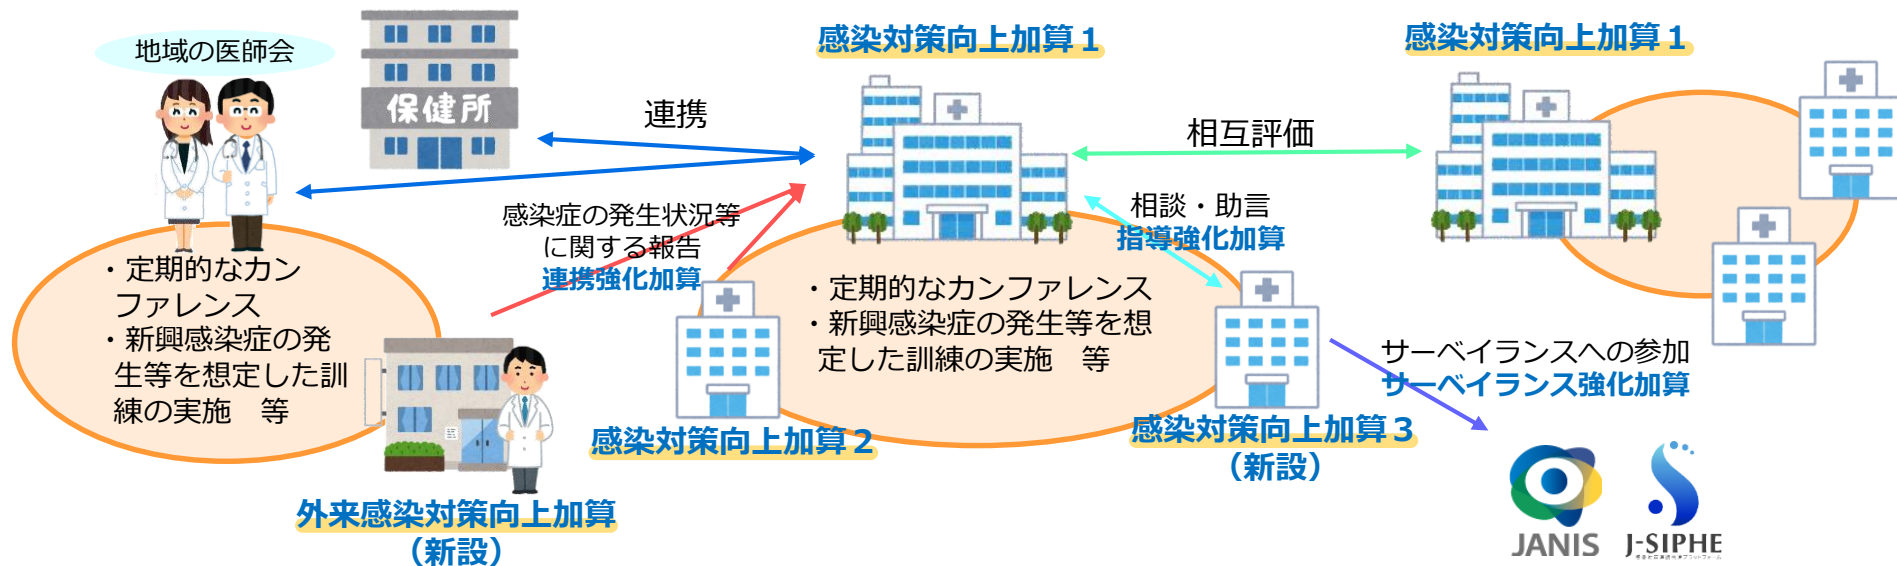 地域の医師会
保健所
連携
感染対策向上加算１
相互評価
感染対策向上加算１
感染症の発生状況等
に関する報告
連携強化加算
相談・助言
指導強化加算
・定期的なカン
ファレンス
・新興感染症の発
生等を想定した訓
練の実施　等
・定期的なカンファレンス
・新興感染症の発生等を想
定した訓練の実施　等
サーベイランスへの参加
サーベイランス強化加算
感染対策向上加算２
感染対策向上加算３
（新設）
外来感染対策向上加算
（新設）
JANIS
J-SIPHE